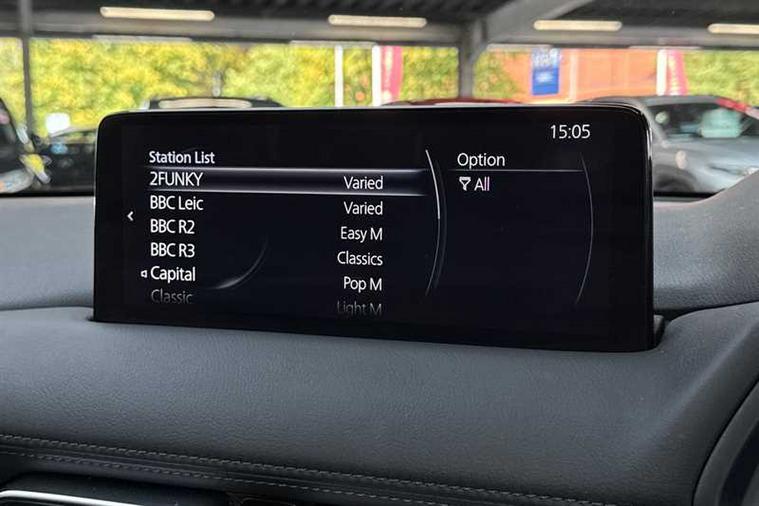 15:05
Station List
Option
2FUNKY Varied
All
BBC Leic Varied
BBC R2 Easy M
BBC R3 Classics
Capital Pop M
Classic Light M